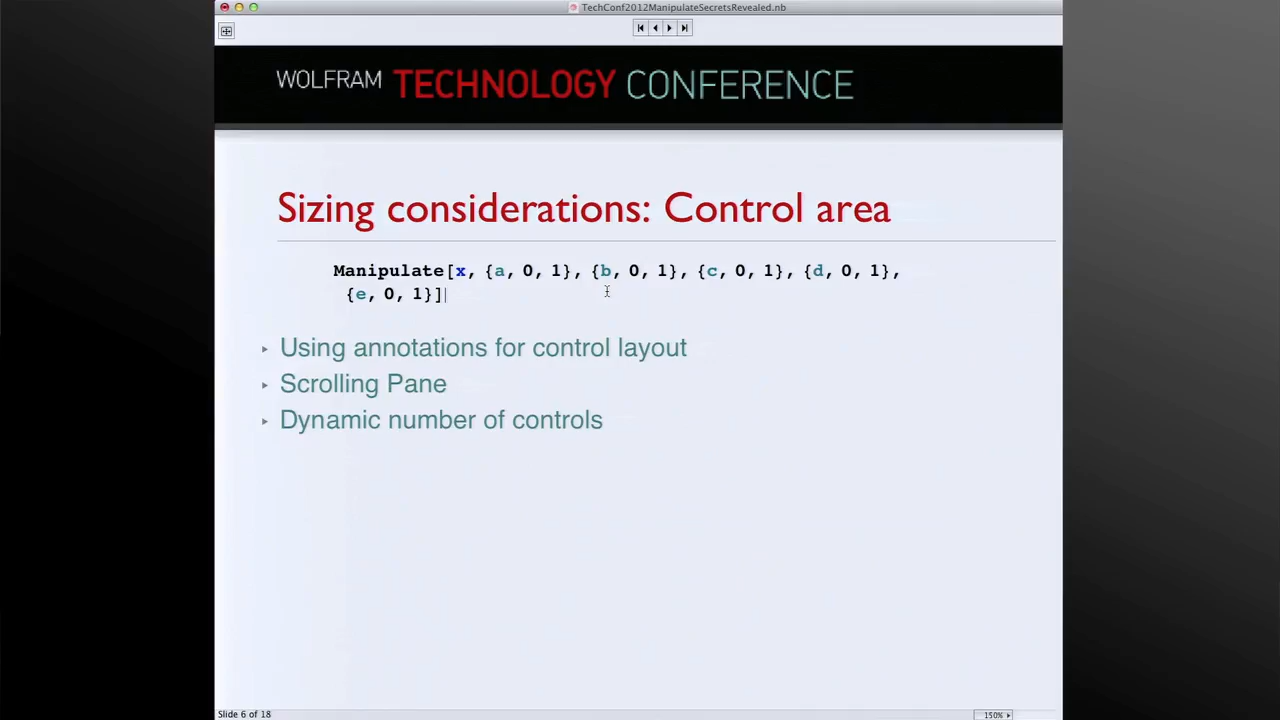 TechConf2012ManipulateSecretsRevealed.nb
WOLFRAM TECHNOLOGY CONFERENCE
Sizing considerations: Control area
Manipulate[x, {a, 0, 1}, {b, 0, 1}, {c, 0, 1}, {d, 0, 1},
{e, 0, 1}]
Using annotations for control layout
Scrolling Pane
Dynamic number of controls
Slide 6 of 18
150%